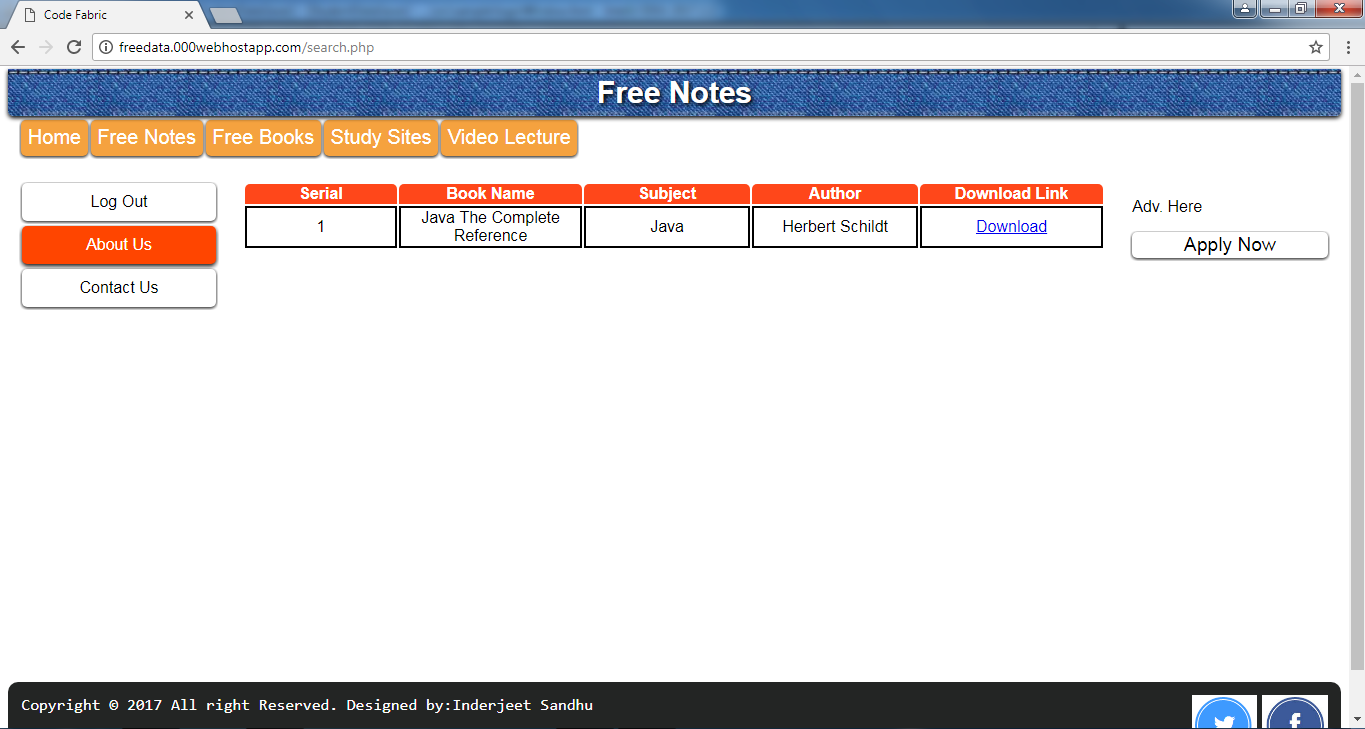 Code Fabric
freedata.000webhostapp.com/search.php
Free Notes
Home Free Notes Free Books Study Sites Video Lecture
Log Out
About Us
Contact Us
Serial Book Name Subject Author Download Link
1 Java The Complete Reference Java Herbert Schildt Download
Adv. Here
Apply Now
Copyright © 2017 All right Reserved. Designed by:Inderjeet Sandhu